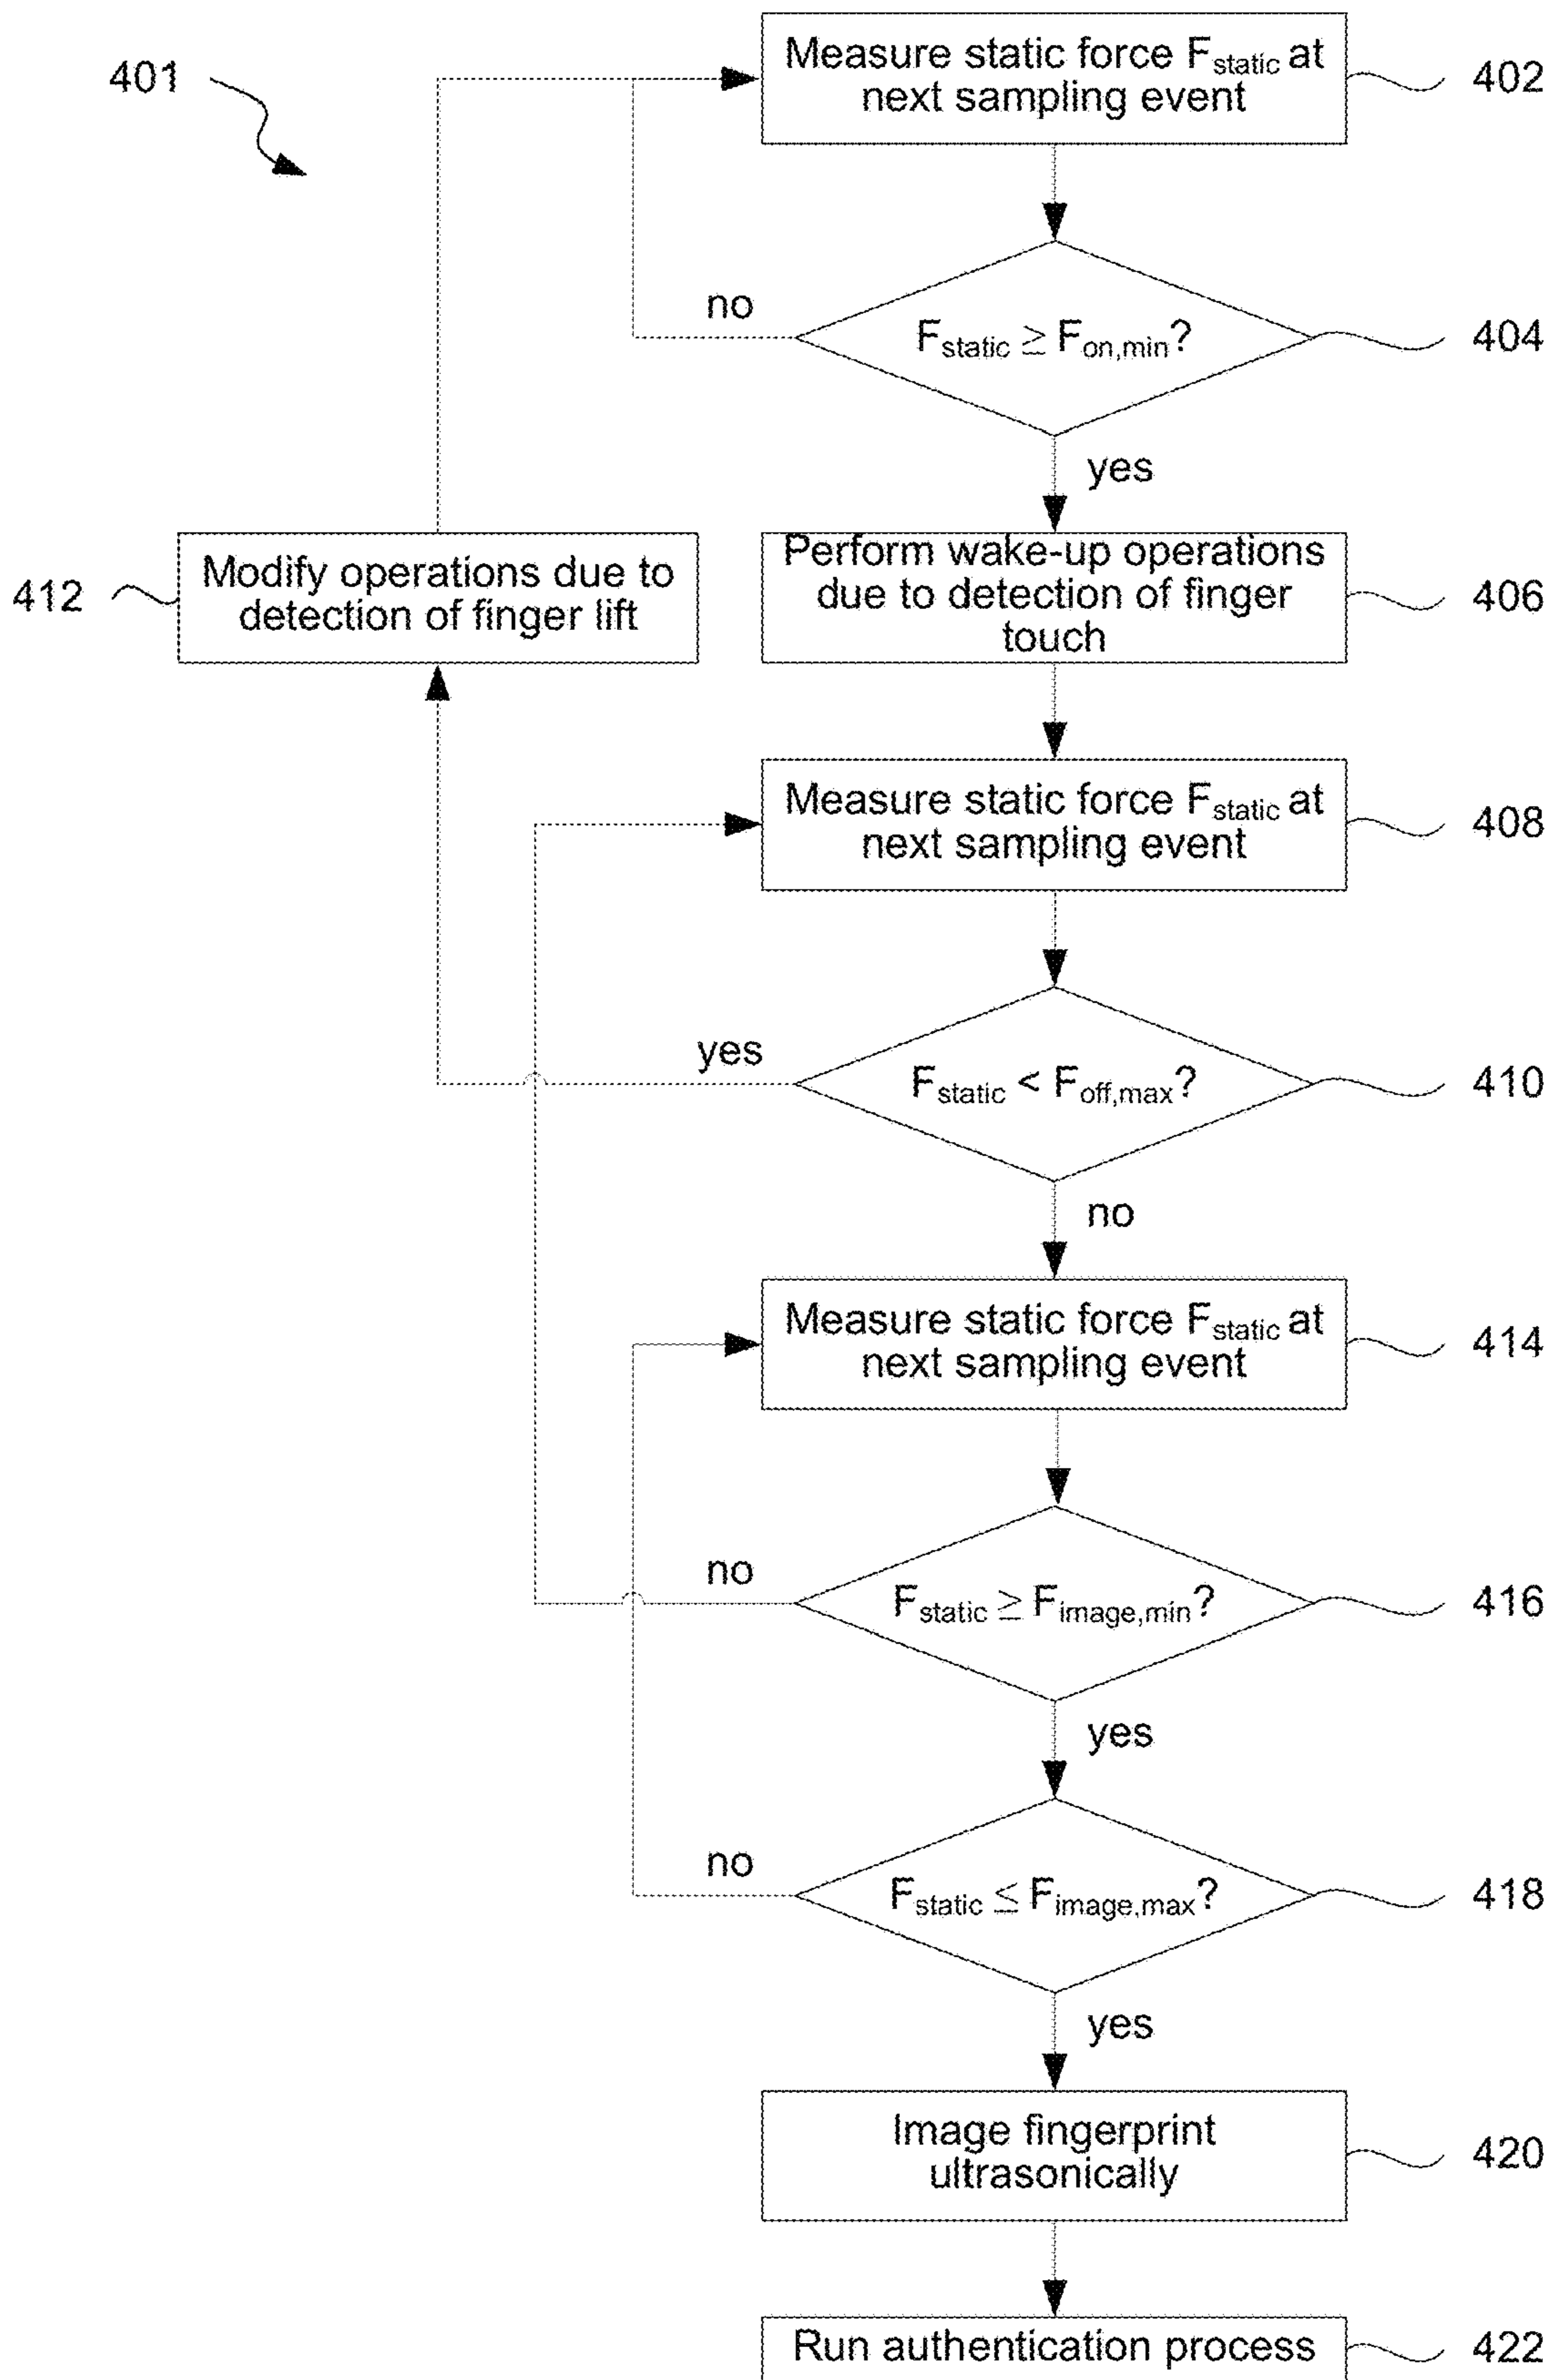 401
Measure static force Fstatic at
next sampling event
402
no
Fstatic ≥ Fon,min?
404
yes
412
Modify operations due to
detection of finger lift
Perform wake-up operations
due to detection of finger
touch
406
Measure static force Fstatic at
next sampling event
408
yes
Fstatic < Foff,max?
410
no
Measure static force Fstatic at
next sampling event
414
no
Fstatic ≥ Fimage,min?
416
yes
no
Fstatic ≤ Fimage,max?
418
yes
Image fingerprint
ultrasonically
420
Run authentication process
422